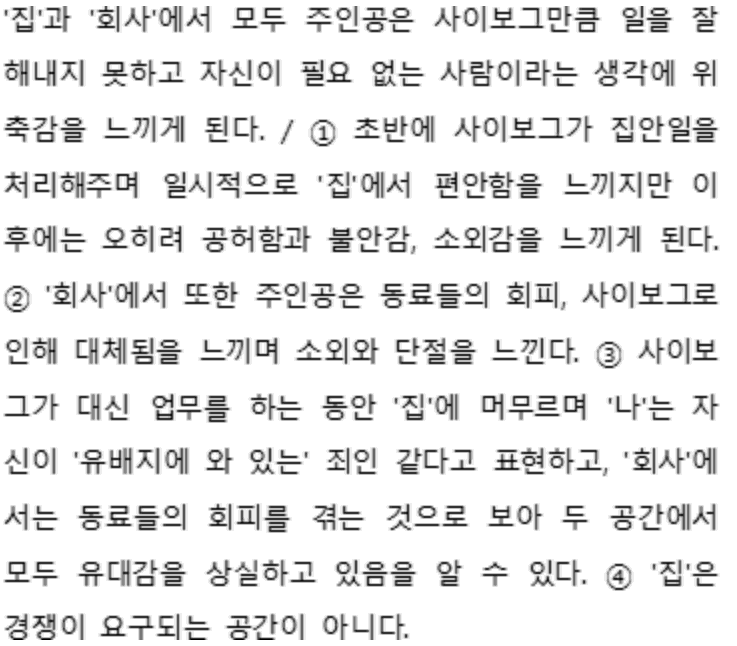 '집'과 '회사'에서 모두 주인공은 사이보그만큼 일을 잘
해내지 못하고 자신이 필요 없는 사람이라는 생각에 위
축감을 느끼게 된다. / ① 초반에 사이보그가 집안일을
처리해주며 일시적으로 '집'에서 편안함을 느끼지만 이
후에는 오히려 공허함과 불안감, 소외감을 느끼게 된다.
② '회사'에서 또한 주인공은 동료들의 회피, 사이보그로
인해 대체됨을 느끼며 소외와 단절을 느낀다. ③ 사이보
그가 대신 업무를 하는 동안 '집'에 머무르며 '나'는 자
신이 '유배지에 와 있는' 죄인 같다고 표현하고, '회사'에
서는 동료들의 회피를 겪는 것으로 보아 두 공간에서
모두 유대감을 상실하고 있음을 알 수 있다. ④ '집'은
경쟁이 요구되는 공간이 아니다.